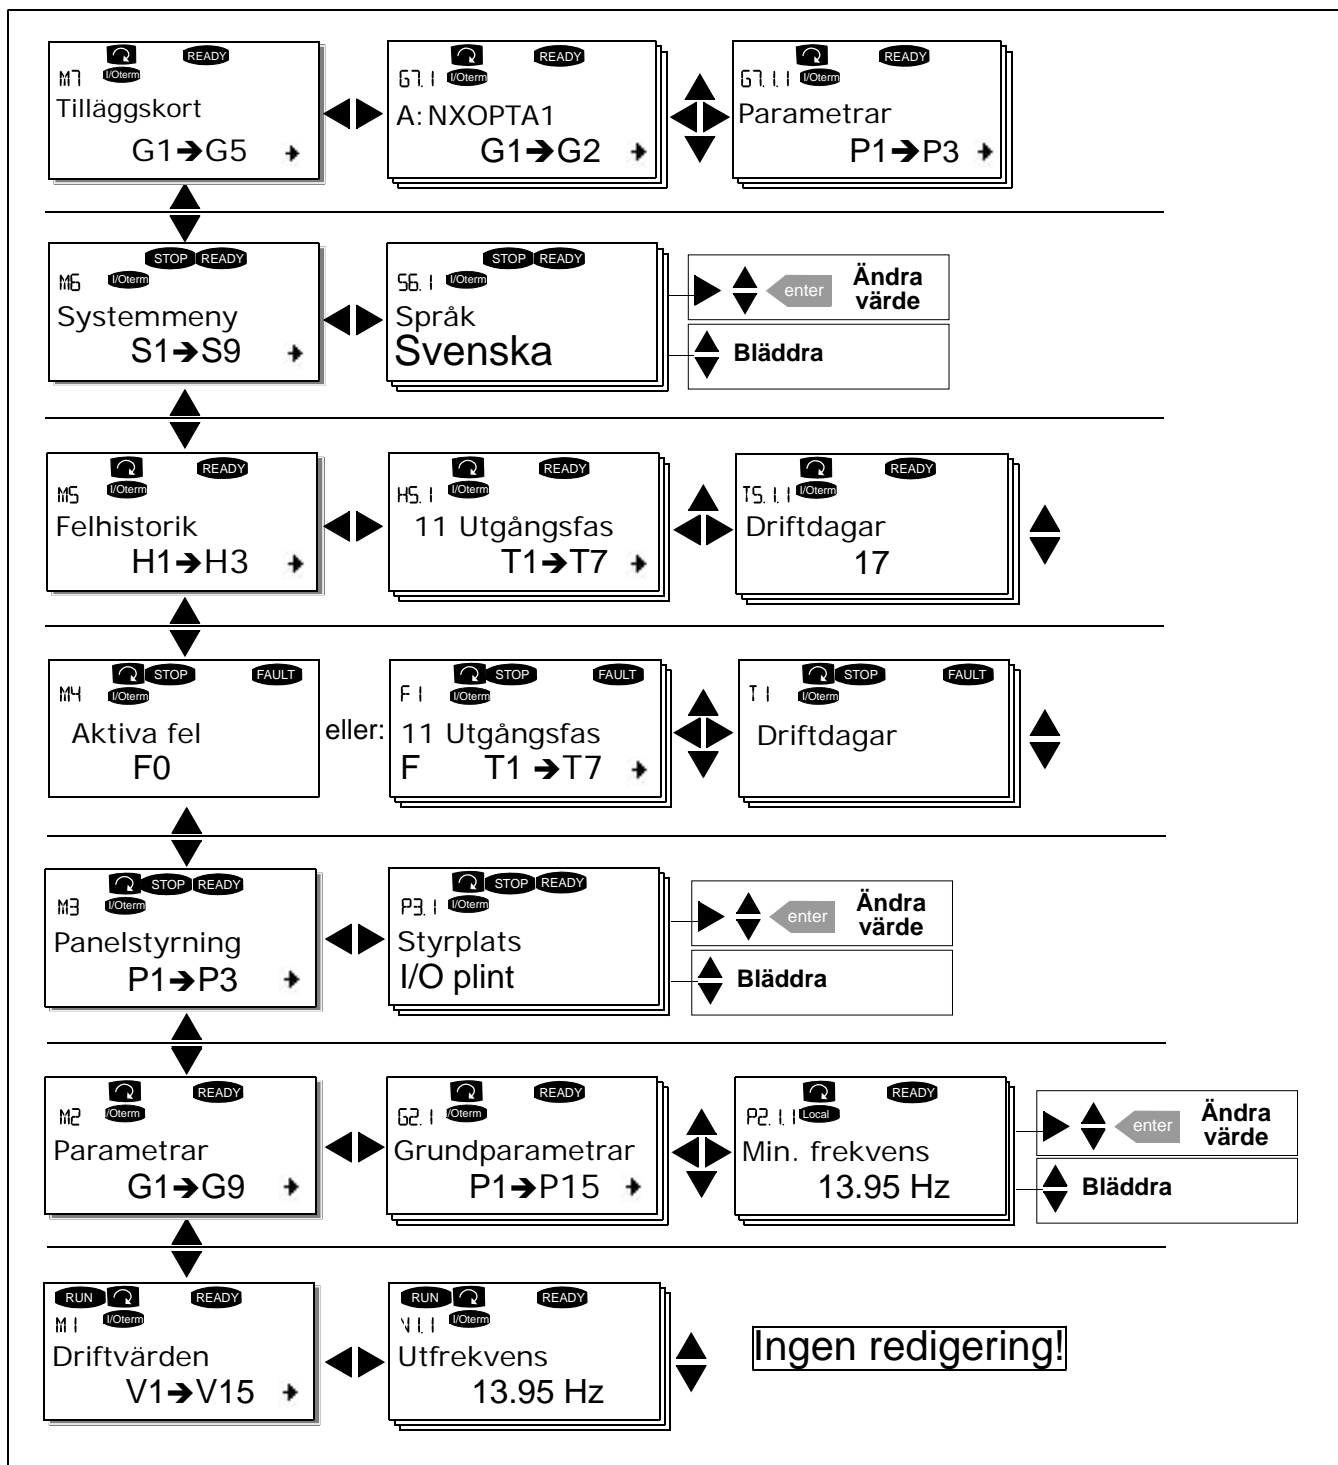 READY
M7 I/Oterm
Tilläggskort
G1➔G5
READY
G7.1 I/Oterm
A: NXOPTA1
G1➔G2
READY
G7.1.1 I/Oterm
Parametrar
P1➔P3
STOP READY
M6 I/Oterm
Systemmeny
S1➔S9
STOP READY
S6.1 I/Oterm
Språk
Svenska
enter
Ändra
värde
Bläddra
READY
M5 I/Oterm
Felhistorik
H1➔H3
READY
H5.1 I/Oterm
11 Utgångsfas
T1➔T7
READY
T5.1.1 I/Oterm
Driftdagar
17
STOP FAULT
M4 I/Oterm
Aktiva fel
F0
eller:
STOP FAULT
F1 I/Oterm
11 Utgångsfas
F T1 ➔T7
STOP FAULT
T1 I/Oterm
Driftdagar
STOP READY
M3 I/Oterm
Panelstyrning
P1➔P3
STOP READY
P3.1 I/Oterm
Styrplats
I/O plint
enter
Ändra
värde
Bläddra
READY
M2 /Oterm
Parametrar
G1➔G9
READY
G2.1 /Oterm
Grundparametrar
P1➔P15
READY
P2.1.1 Local
Min. frekvens
13.95 Hz
enter
Ändra
värde
Bläddra
RUN READY
M1 I/Oterm
Driftvärden
V1➔V15
RUN READY
V1.1 I/Oterm
Utfrekvens
13.95 Hz
Ingen redigering!